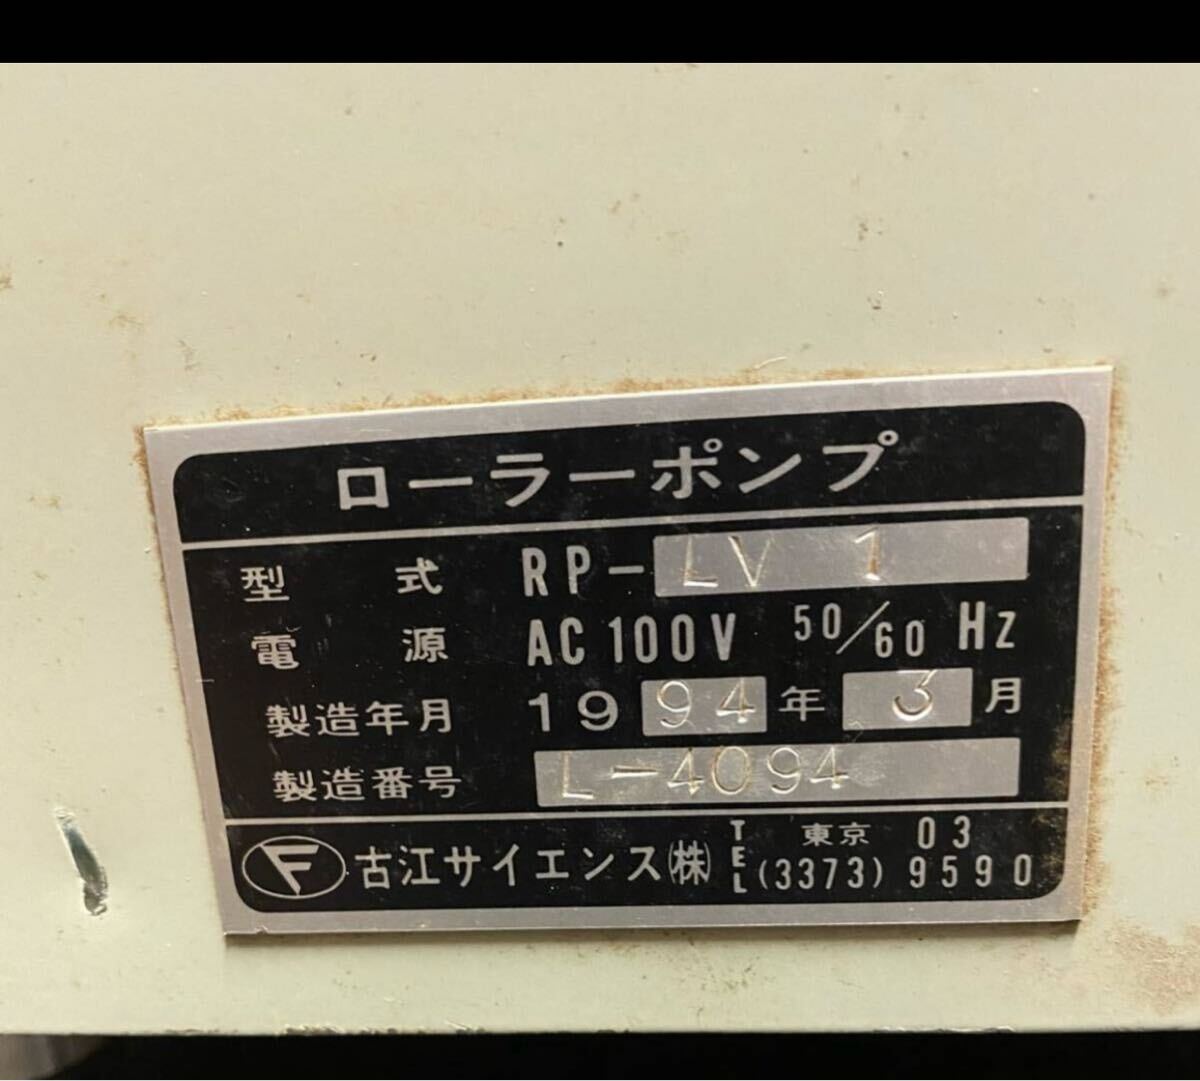 ローラーポンプ
型 式 RP-LV 1
電 源 AC100V 50/60 Hz
製造年月 1994年3月
製造番号 L-4094
F 古江サイエンス(株) TEL 東京 03
(3373) 9590